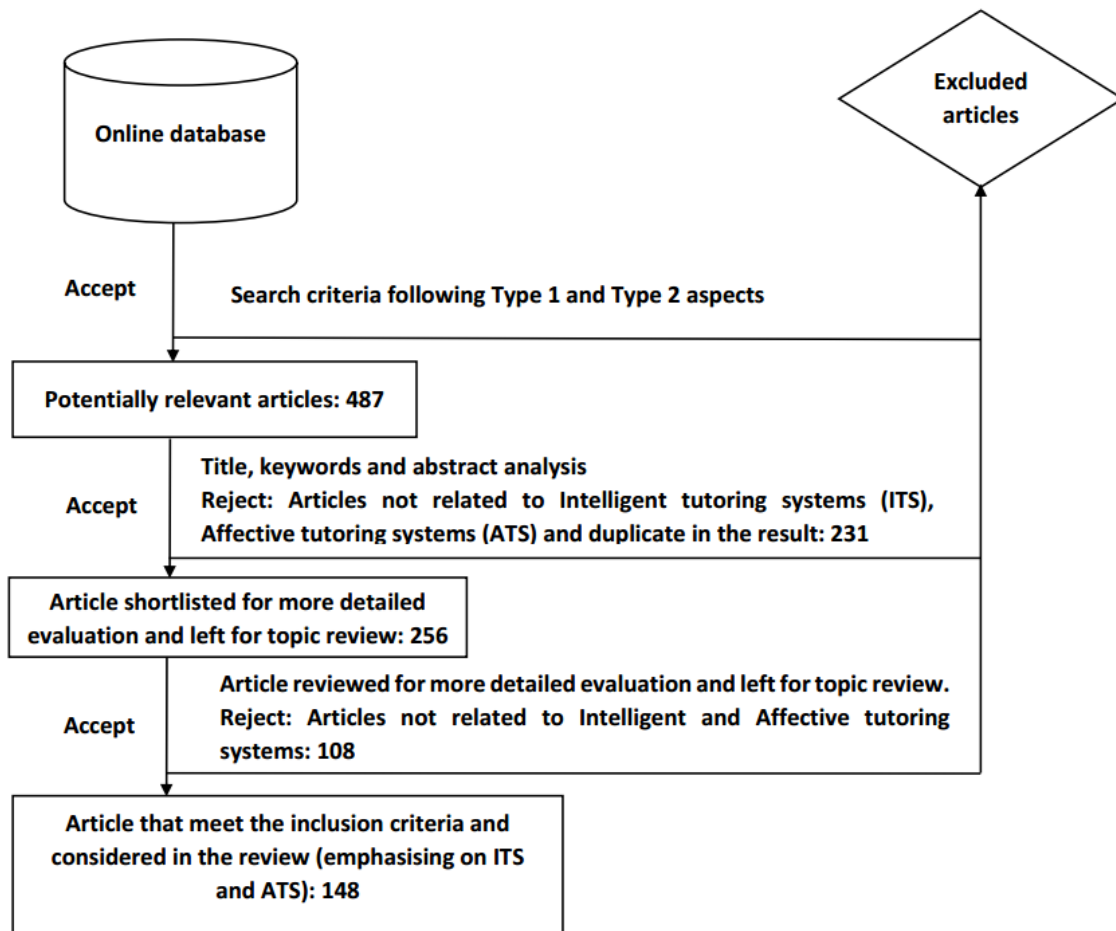 Online database
Excluded
articles
Accept
Search criteria following Type 1 and Type 2 aspects
Potentially relevant articles: 487
Title, keywords and abstract analysis
Accept
Reject: Articles not related to Intelligent tutoring systems (ITS),
Affective tutoring systems (ATS) and duplicate in the result: 231
Article shortlisted for more detailed
evaluation and left for topic review: 256
Article reviewed for more detailed evaluation and left for topic review.
Accept
Reject: Articles not related to Intelligent and Affective tutoring
systems: 108
Article that meet the inclusion criteria and
considered in the review (emphasising on ITS
and ATS): 148